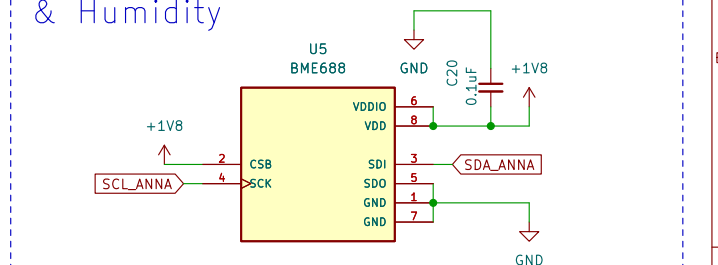 & Humidity
U5
BME688
GND
C20
0.1uF
+1V8
+1V8
VDDIO 6
VDD 8
2 CSB
SDI 3
SDA_ANNA
SCL_ANNA
4 SCK
SDO 5
GND 1
GND 7
GND